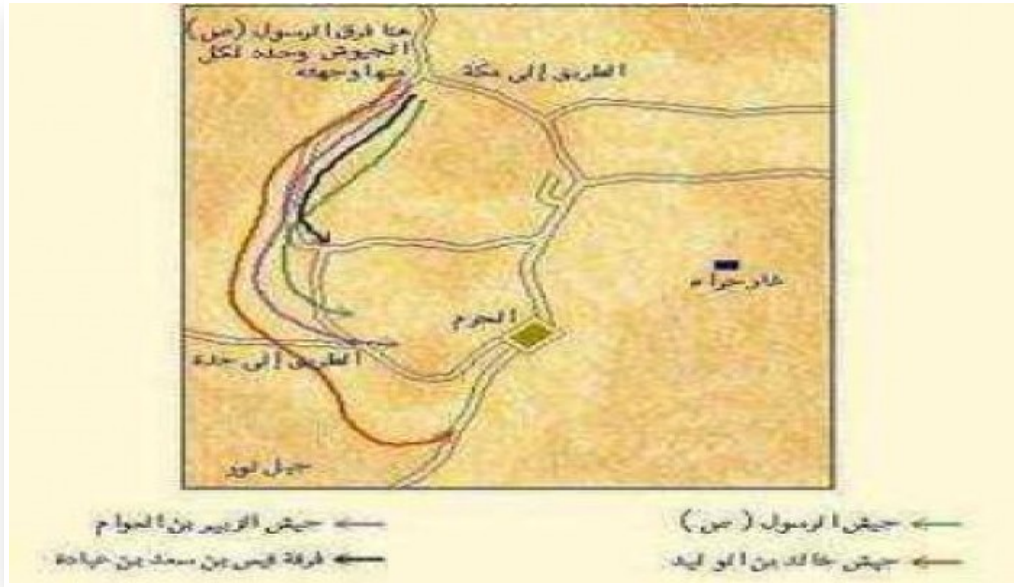 هنا فرق الرسول (ص)
الجيوش وحدد لكل
منها وجهته
الطريق إلى مكة
غار حراء
الحرم
الطريق إلى جدة
جبل ثور
جيش الرسول (ص)
جيش الزبير بن العوام
جيش خالد بن الوليد
فرقة قيس بن سعد بن عبادة